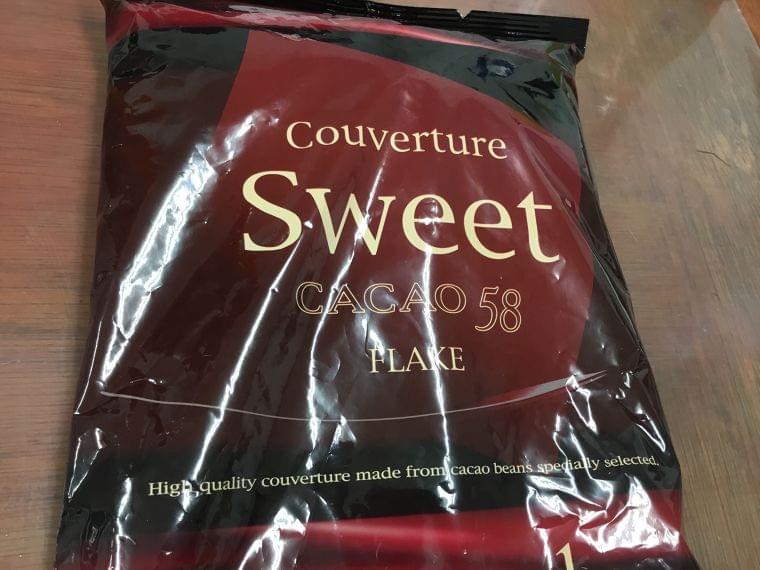 Couverture
Sweet
CACAO 58
FLAKE
High quality couverture made from cacao beans specially selected.